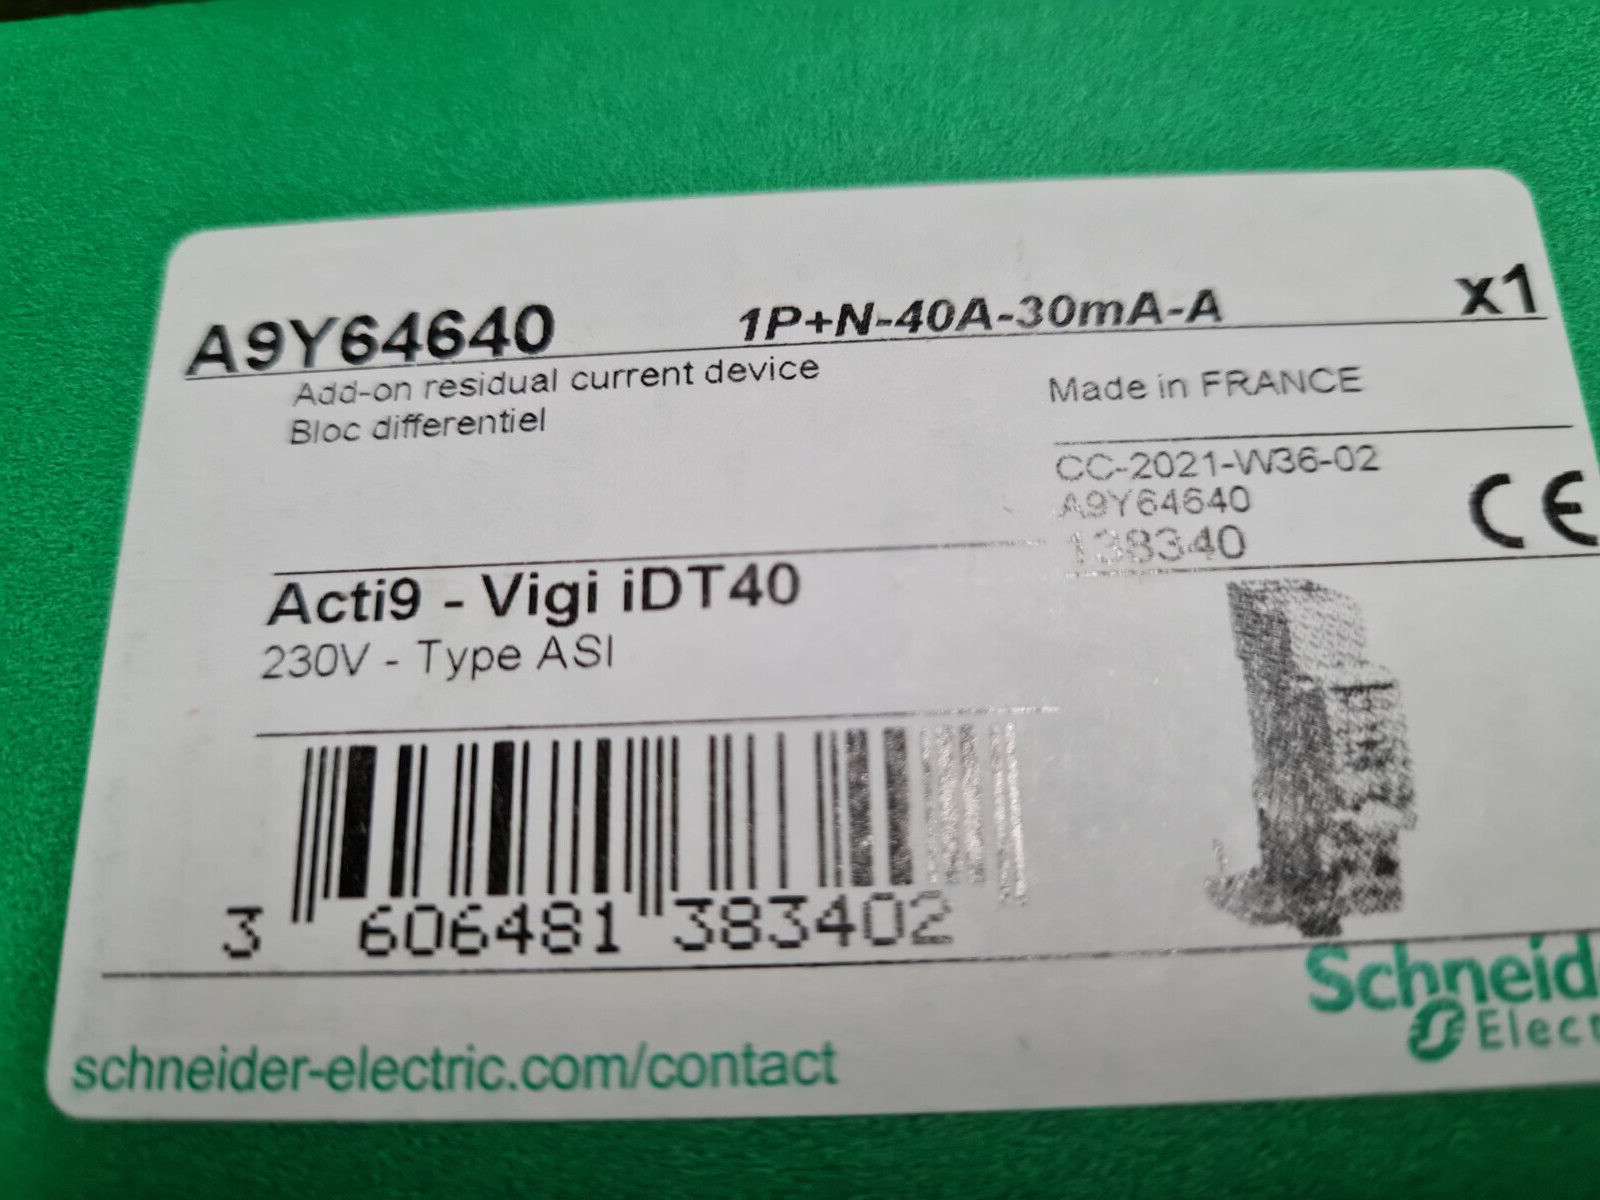 A9Y64640 1P+N-40A-30mA-A x1
Add-on residual current device
Bloc differentiel
Made in FRANCE
CC-2021-W36-02
A9Y64640
138340
CE
Acti9 - Vigi iDT40
230V - Type ASI
3 606481 383402
Schneid
Elect
schneider-electric.com/contact